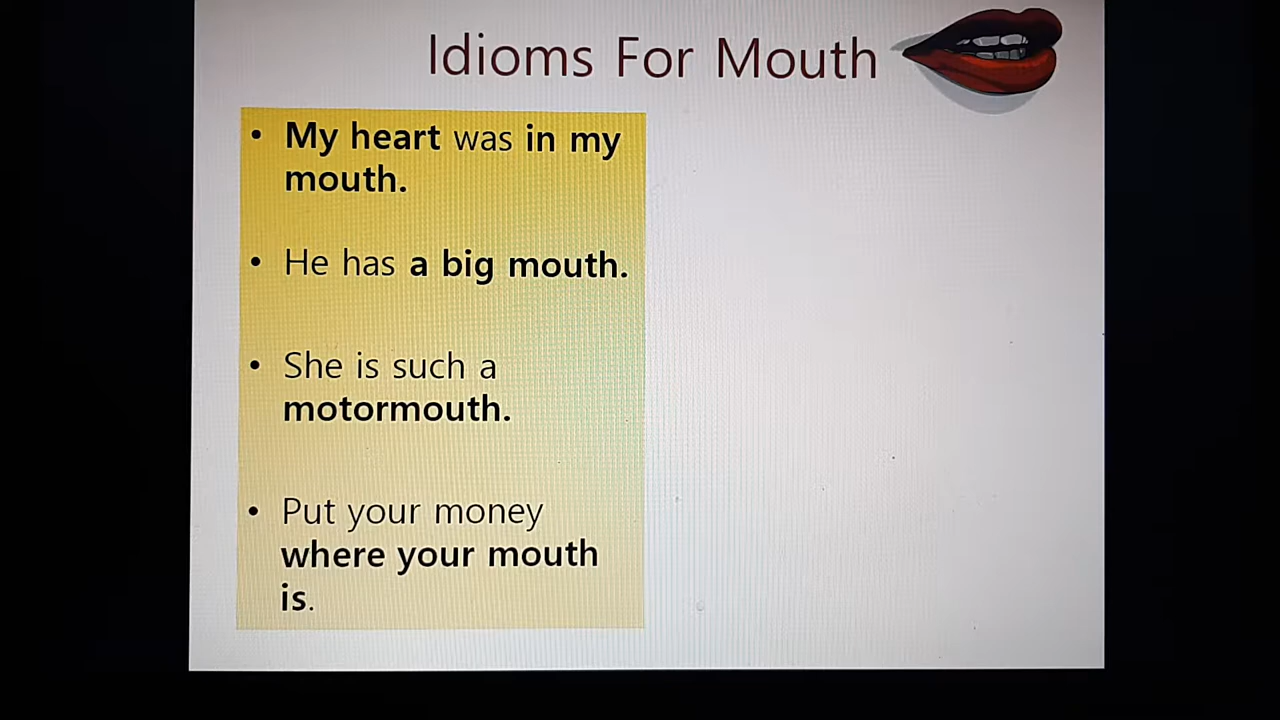 Idioms For Mouth
• My heart was in my
mouth.
• He has a big mouth.
• She is such a
motormouth.
• Put your money
where your mouth
is.